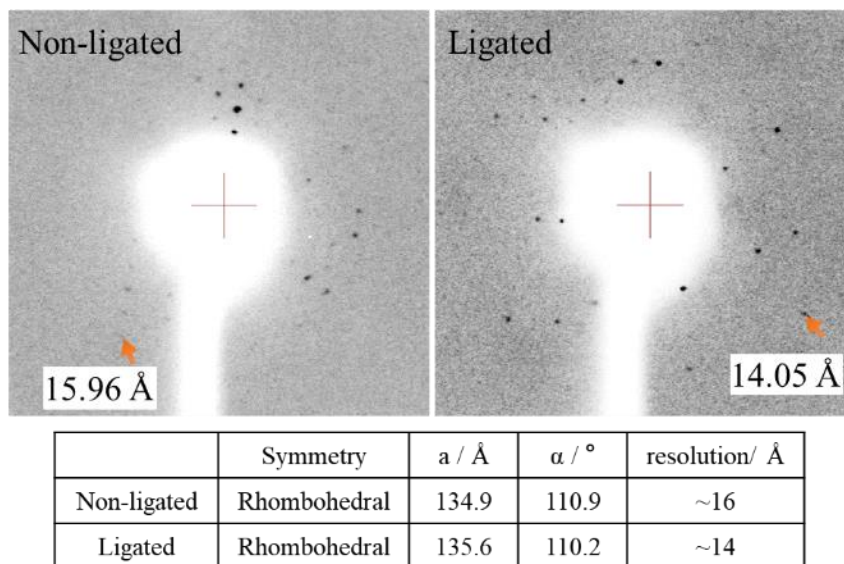 Non-ligated
Ligated
15.96 Å
14.05 Å
Symmetry a / Å α / ° resolution/ Å
Non-ligated Rhombohedral 134.9 110.9 ~16
Ligated Rhombohedral 135.6 110.2 ~14